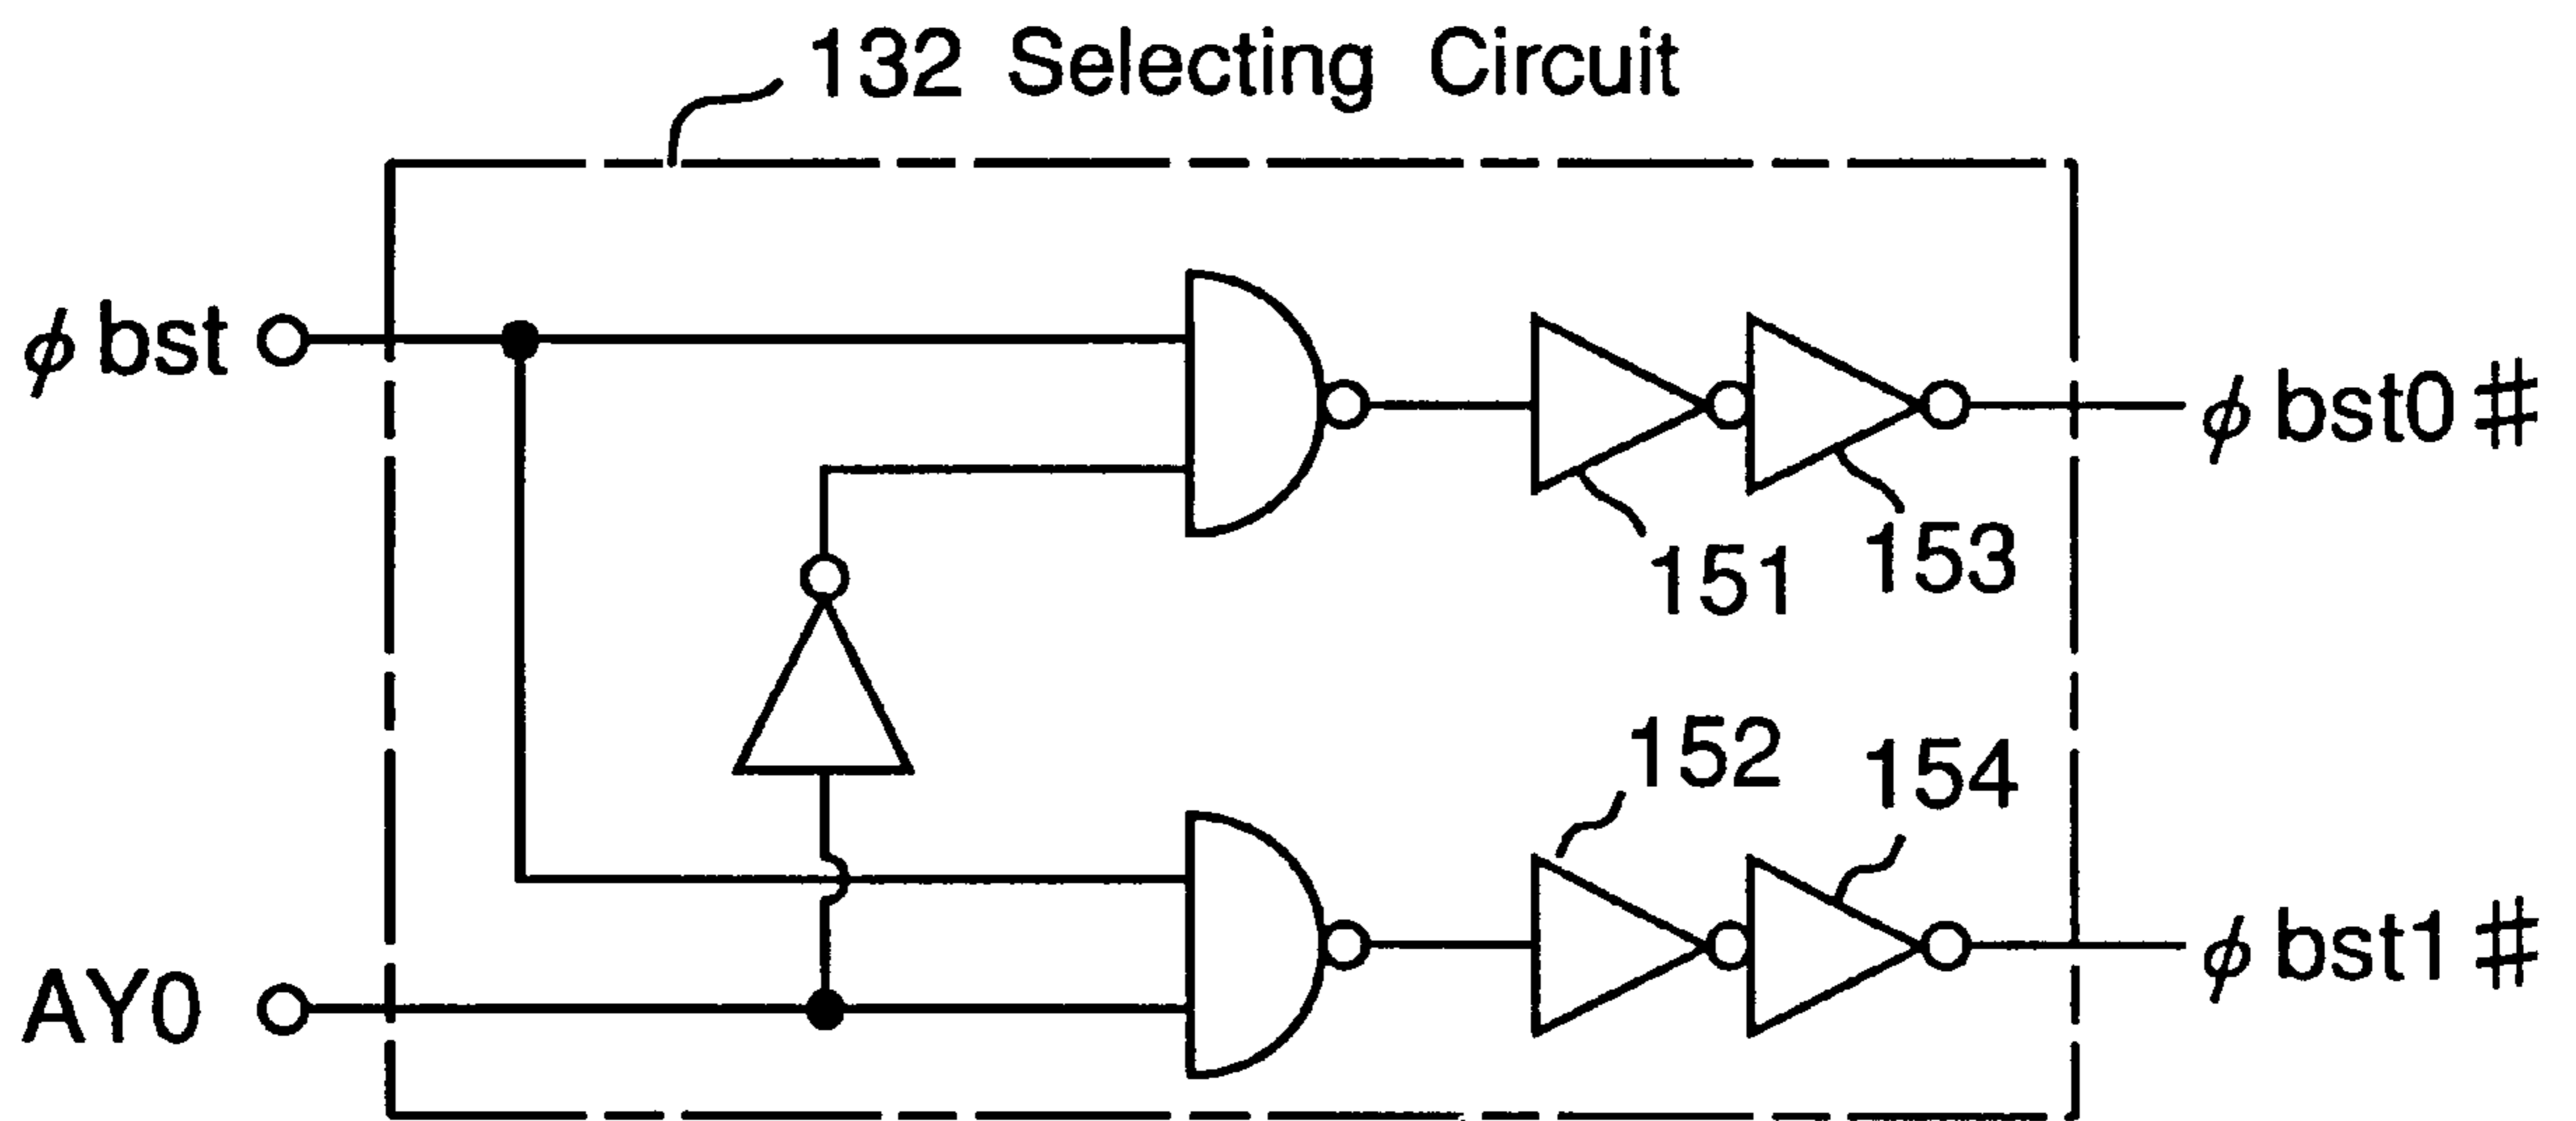 132 Selecting Circuit
φ bst
φ bst0 #
151
153
152
154
AY0
φ bst1 #